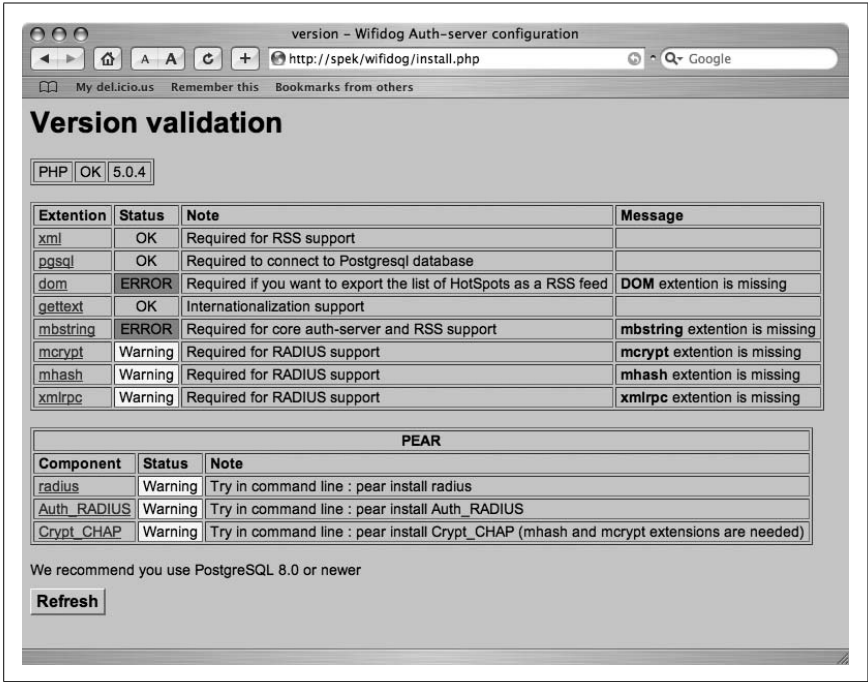 version – Wifidog Auth-server configuration
A A http://spek/wifidog/install.php Google
My del.icio.us Remember this Bookmarks from others
Version validation
PHP OK 5.0.4
Extention Status Note Message
xml OK Required for RSS support
pgsql OK Required to connect to Postgresql database
dom ERROR Required if you want to export the list of HotSpots as a RSS feed DOM extention is missing
gettext OK Internationalization support
mbstring ERROR Required for core auth-server and RSS support mbstring extention is missing
mcrypt Warning Required for RADIUS support mcrypt extention is missing
mhash Warning Required for RADIUS support mhash extention is missing
xmlrpc Warning Required for RADIUS support xmlrpc extention is missing
PEAR
Component Status Note
radius Warning Try in command line : pear install radius
Auth_RADIUS Warning Try in command line : pear install Auth_RADIUS
Crypt_CHAP Warning Try in command line : pear install Crypt_CHAP (mhash and mcrypt extensions are needed)
We recommend you use PostgreSQL 8.0 or newer
Refresh